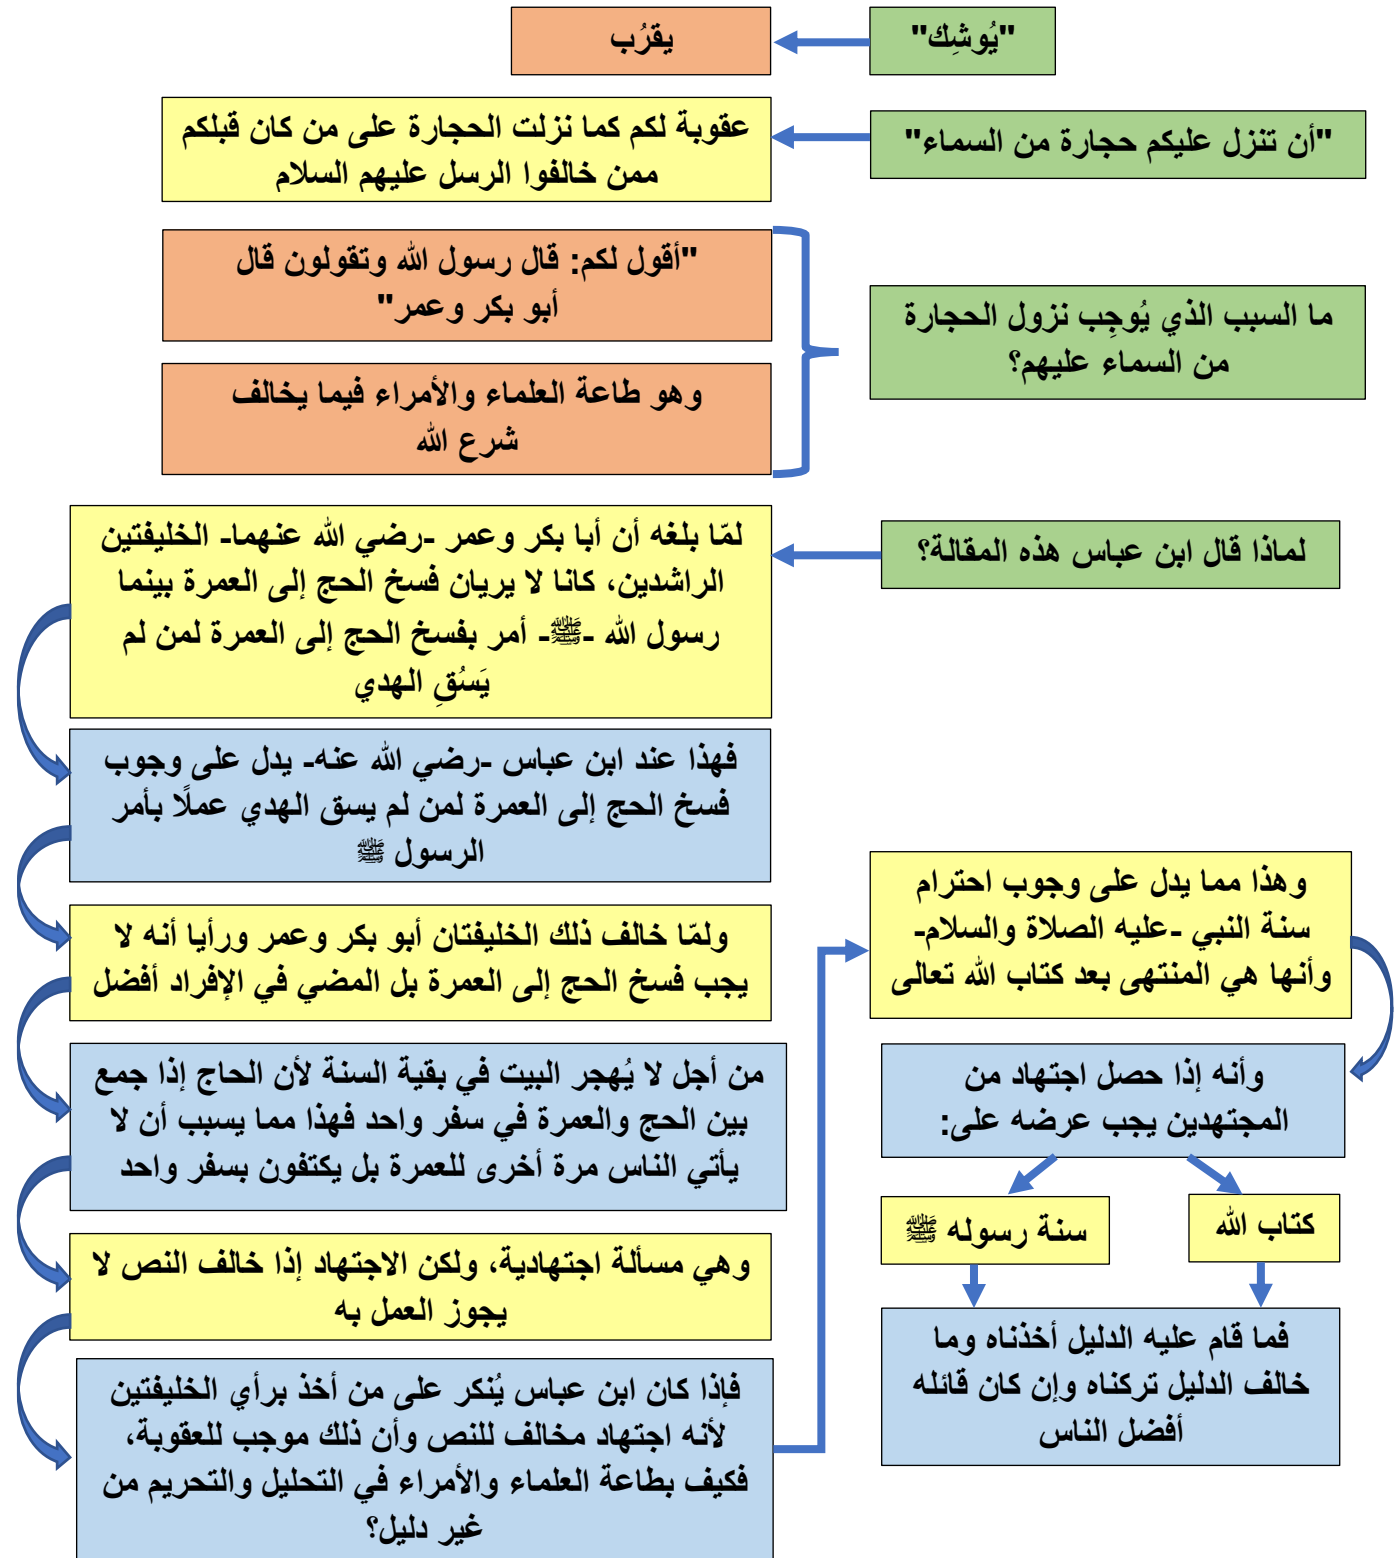 "يُوشِك"
يقرُب
"أن تنزل عليكم حجارة من السماء"
عقوبة لكم كما نزلت الحجارة على من كان قبلكم
ممن خالفوا الرسل عليهم السلام
ما السبب الذي يُوجِب نزول الحجارة
من السماء عليهم؟
"أقول لكم: قال رسول الله وتقولون قال
أبو بكر وعمر"
وهو طاعة العلماء والأمراء فيما يخالف
شرع الله
لماذا قال ابن عباس هذه المقالة؟
لمّا بلغه أن أبا بكر وعمر -رضي الله عنهما- الخليفتين
الراشدين، كانا لا يريان فسخ الحج إلى العمرة بينما
رسول الله -ﷺ- أمر بفسخ الحج إلى العمرة لمن لم
يَسُقِ الهدي
فهذا عند ابن عباس -رضي الله عنه- يدل على وجوب
فسخ الحج إلى العمرة لمن لم يسق الهدي عملًا بأمر
الرسول ﷺ
ولمّا خالف ذلك الخليفتان أبو بكر وعمر ورأيا أنه لا
يجب فسخ الحج إلى العمرة بل المضي في الإفراد أفضل
من أجل لا يُهجر البيت في بقية السنة لأن الحاج إذا جمع
بين الحج والعمرة في سفر واحد فهذا مما يسبب أن لا
يأتي الناس مرة أخرى للعمرة بل يكتفون بسفر واحد
وهي مسألة اجتهادية، ولكن الاجتهاد إذا خالف النص لا
يجوز العمل به
فإذا كان ابن عباس يُنكر على من أخذ برأي الخليفتين
لأنه اجتهاد مخالف للنص وأن ذلك موجب للعقوبة،
فكيف بطاعة العلماء والأمراء في التحليل والتحريم من
غير دليل؟
وهذا مما يدل على وجوب احترام
سنة النبي -عليه الصلاة والسلام-
وأنها هي المنتهى بعد كتاب الله تعالى
وأنه إذا حصل اجتهاد من
المجتهدين يجب عرضه على:
كتاب الله
سنة رسوله ﷺ
فما قام عليه الدليل أخذناه وما
خالف الدليل تركناه وإن كان قائله
أفضل الناس